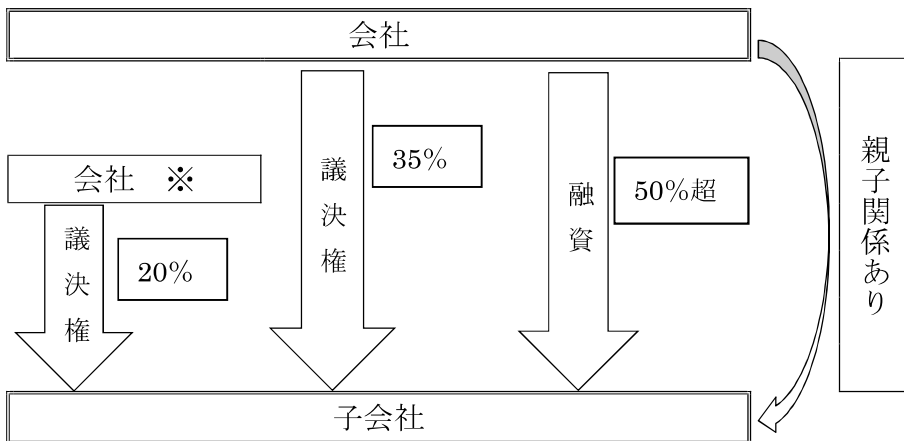 会社
議決権
35%
融資
50%超
親子関係あり
会社 ※
議決権
20%
子会社